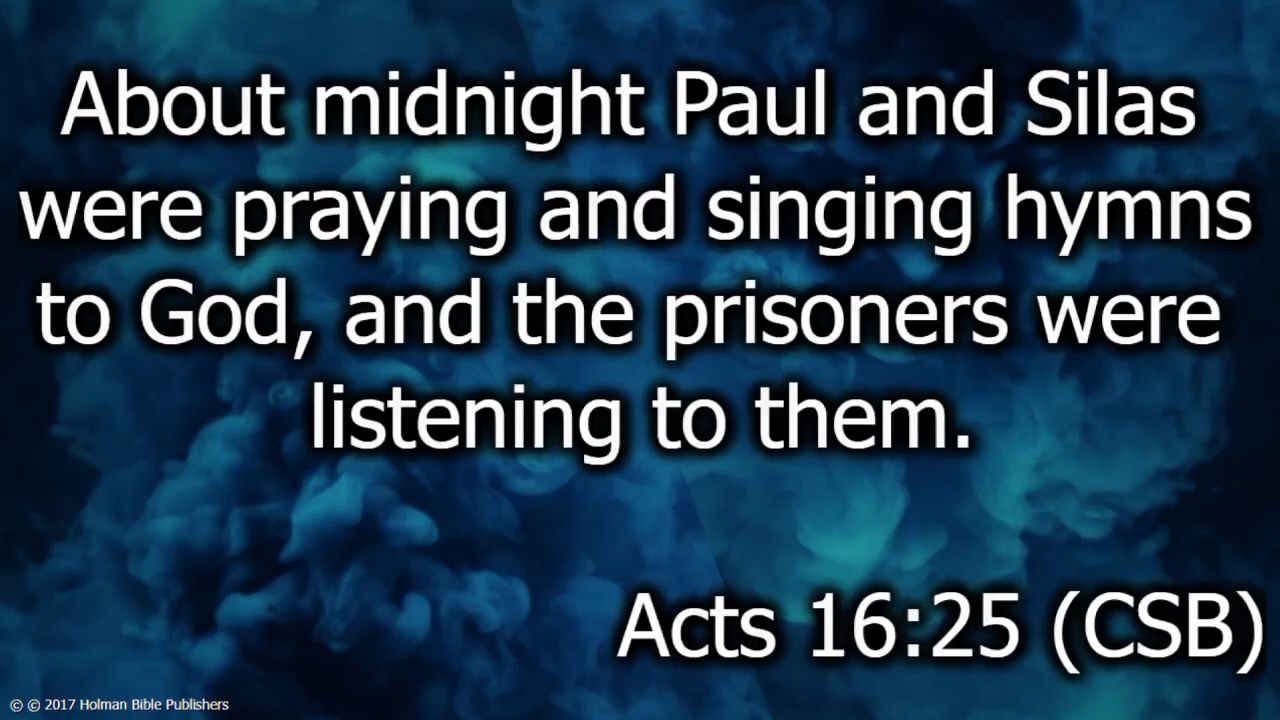 About midnight Paul and Silas
were praying and singing hymns
to God, and the prisoners were
listening to them.
Acts 16:25 (CSB)
© © 2017 Holman Bible Publishers